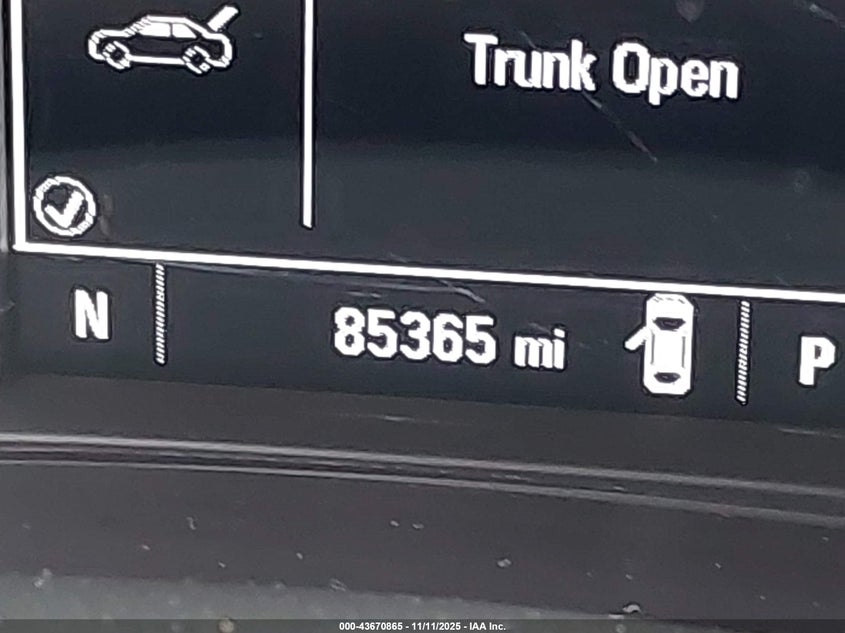 Trunk Open
N 85365 mi P
000-43670865 - 11/11/2025 - IAA Inc.